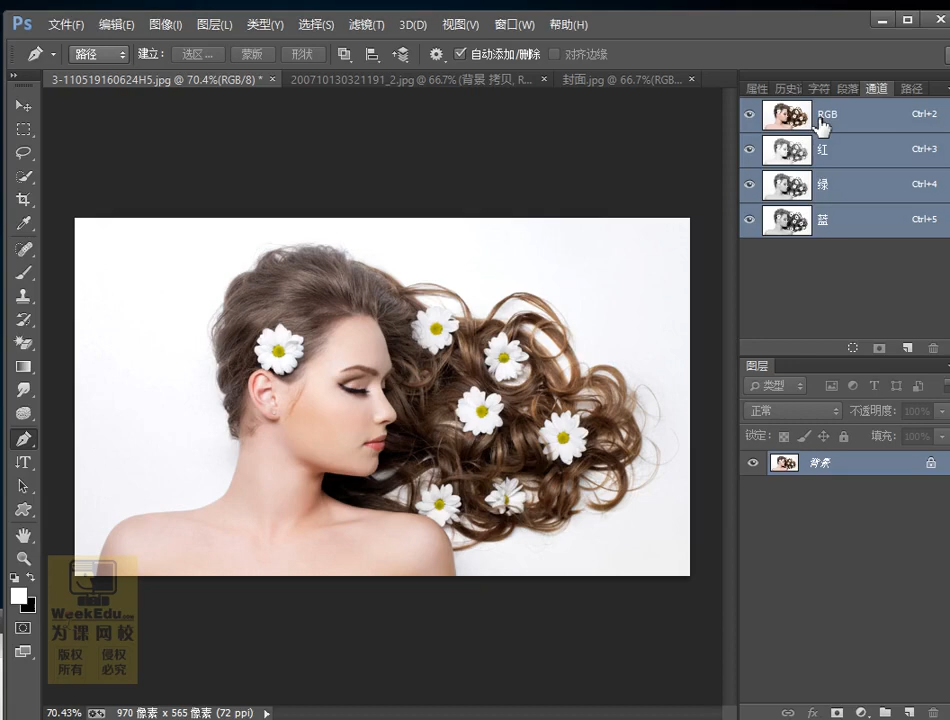 Ps 文件(F) 编辑(E) 图像(I) 图层(L) 类型(Y) 选择(S) 滤镜(T) 3D(D) 视图(V) 窗口(W) 帮助(H)
路径 建立: 选区... 蒙版 形状 自动添加/删除 对齐边缘
3-110519160624H5.jpg @ 70.4%(RGB/8) * × 200710130321191_2.jpg @ 66.7% (背景 拷贝, R... × 封面.jpg @ 66.7%(RGB... ×
属性 历史记 字符 段落 通道 路径
RGB Ctrl+2
红 Ctrl+3
绿 Ctrl+4
蓝 Ctrl+5
图层
类型
正常 不透明度: 100%
锁定: 填充: 100%
背景
WeekEdu.com
为课网校
版权 侵权
所有 必究
70.43% 970 像素 x 565 像素 (72 ppi)